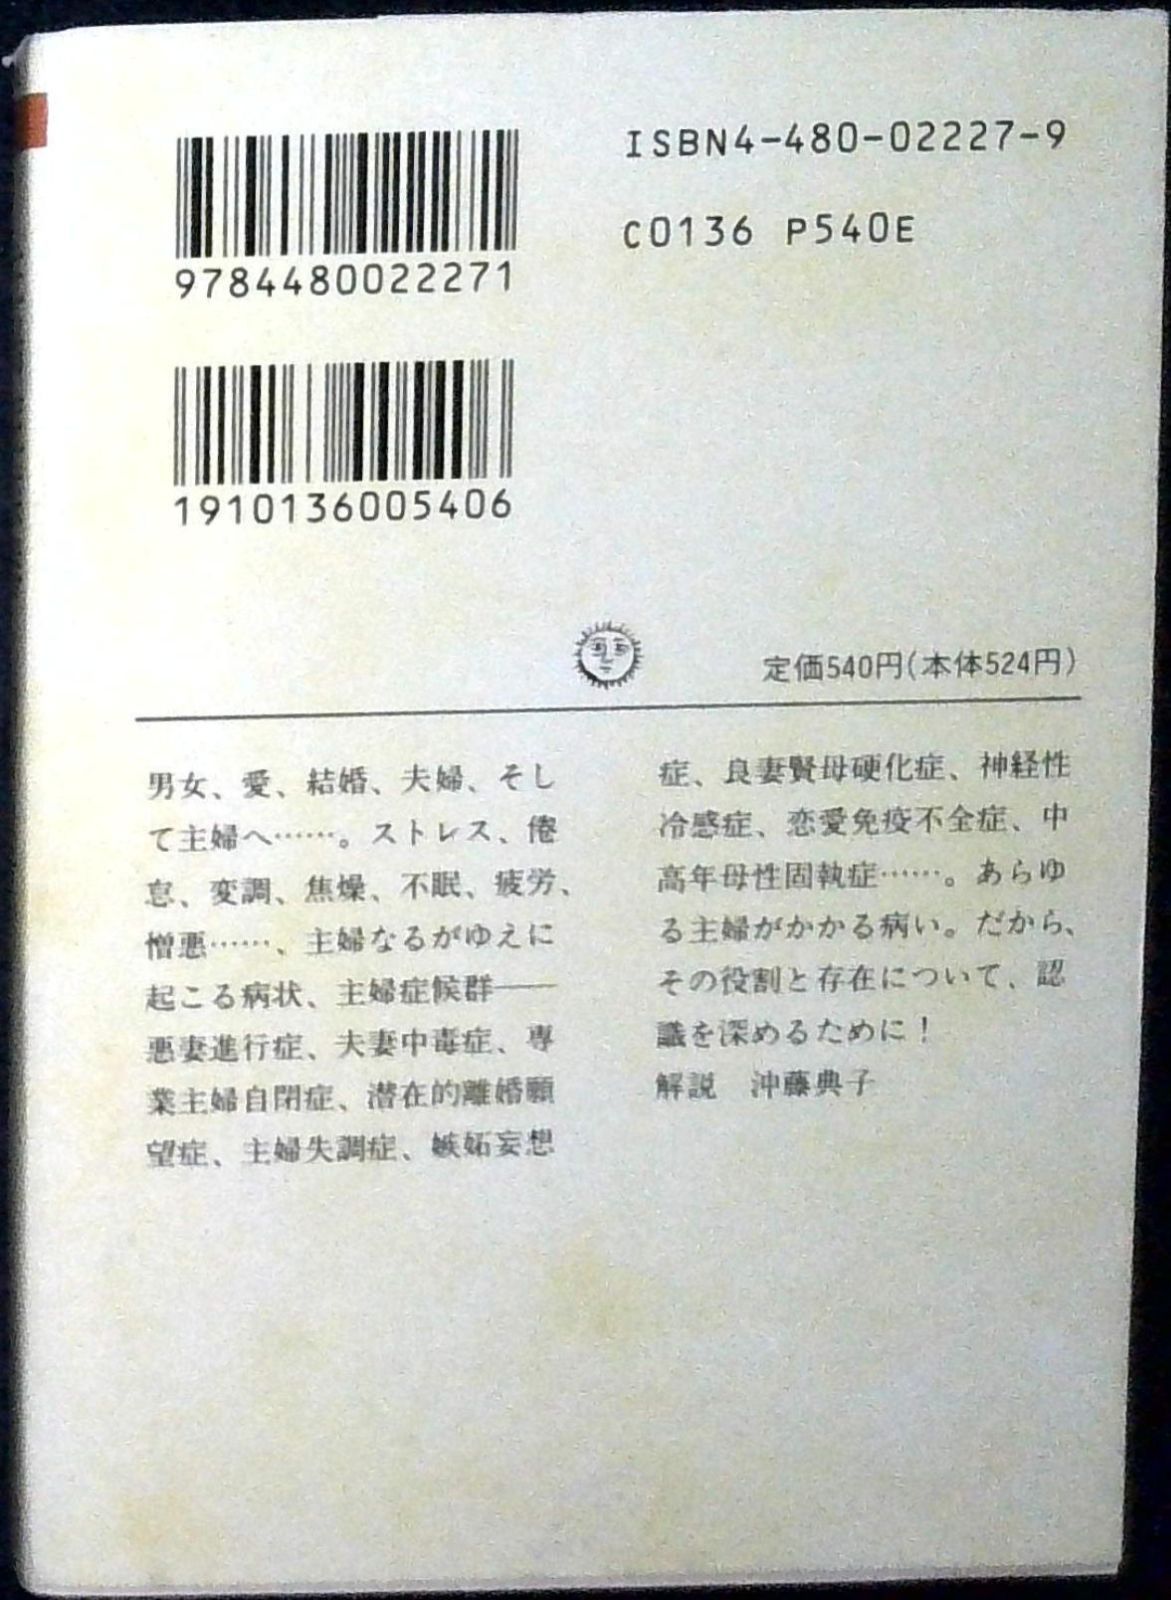 ISBN4-480-02227-9
C0136 P540E
9784480022271
1910136005406
定価540円(本体524円)
男女、愛、結婚、夫婦、そし
て主婦へ……。ストレス、倦
怠、変調、焦燥、不眠、疲労、
憎悪……、主婦なるがゆえに
起こる病状、主婦症候群──
悪妻進行症、夫妻中毒症、専
業主婦自閉症、潜在的離婚願
望症、主婦失調症、嫉妬妄想
症、良妻賢母硬化症、神経性
冷感症、恋愛免疫不全症、中
高年母性固執症……。あらゆ
る主婦がかかる病い。だから、
その役割と存在について、認
識を深めるために!
解説 沖藤典子